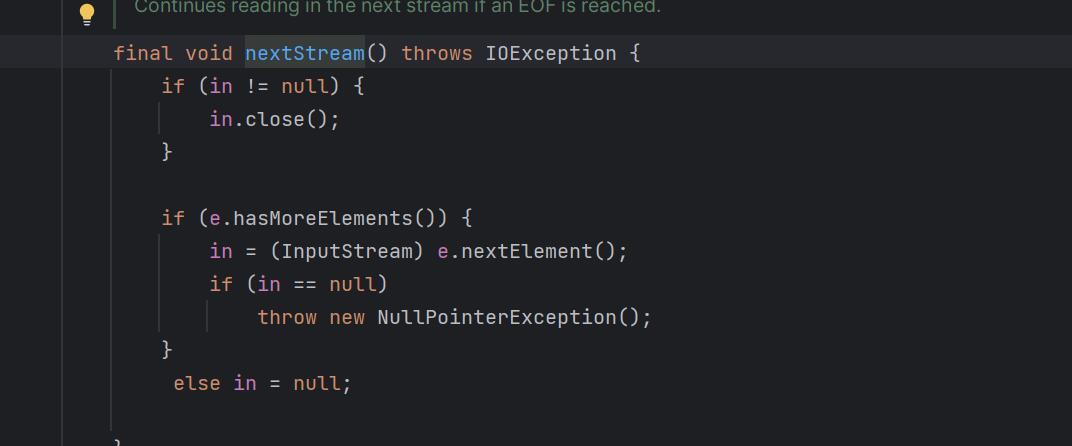 Continues reading in the next stream if an EOF is reached.
final void nextStream() throws IOException {
if (in != null) {
in.close();
}
if (e.hasMoreElements()) {
in = (InputStream) e.nextElement();
if (in == null)
throw new NullPointerException();
}
else in = null;
}